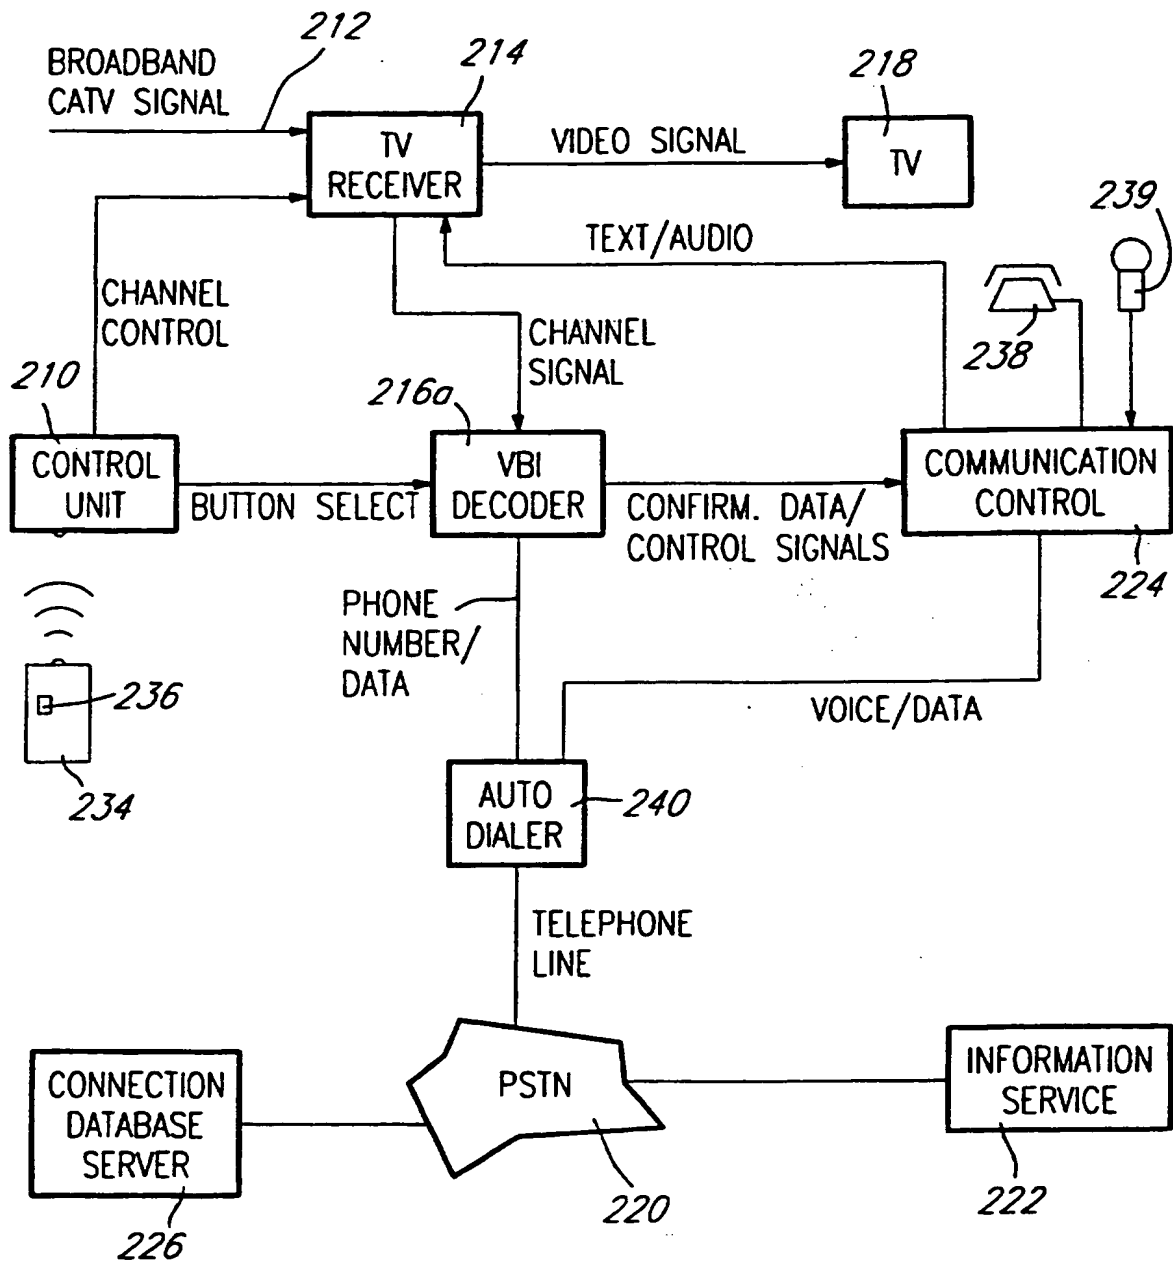 212
BROADBAND
CATV SIGNAL
214
218
TV
RECEIVER
VIDEO SIGNAL
TV
239
TEXT/AUDIO
CHANNEL
CONTROL
238
CHANNEL
SIGNAL
210
216a
CONTROL
UNIT
BUTTON SELECT
VBI
DECODER
CONFIRM. DATA/
CONTROL SIGNALS
COMMUNICATION
CONTROL
224
PHONE
NUMBER/
DATA
236
VOICE/DATA
234
AUTO
DIALER
240
TELEPHONE
LINE
CONNECTION
DATABASE
SERVER
PSTN
INFORMATION
SERVICE
226
220
222